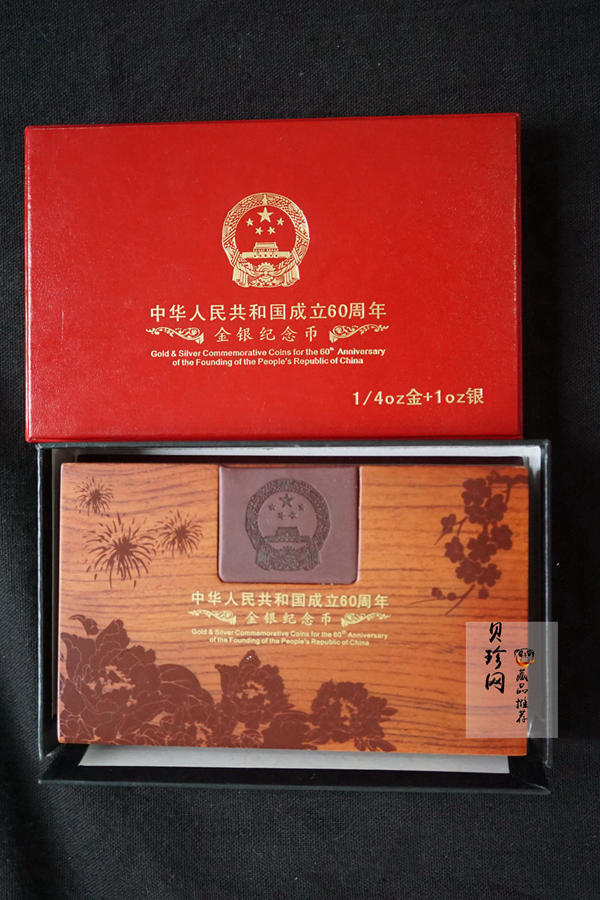 中华人民共和国成立60周年
金银纪念币
Gold & Silver Commemorative Coins for the 60th Anniversary
of the Founding of the People's Republic of China
1/4oz金+1oz银
中华人民共和国成立60周年
金银纪念币
Gold & Silver Commemorative Coins for the 60th Anniversary
of the Founding of the People's Republic of China
贝珍网
藏品推荐